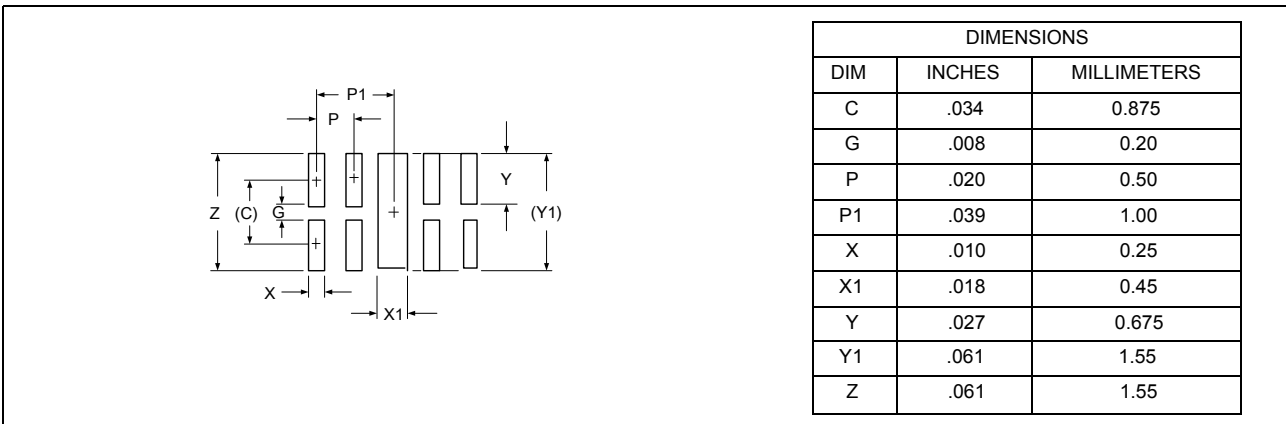 P1
P
Z (C) G Y (Y1)
X
X1
DIMENSIONS
DIM INCHES MILLIMETERS
C .034 0.875
G .008 0.20
P .020 0.50
P1 .039 1.00
X .010 0.25
X1 .018 0.45
Y .027 0.675
Y1 .061 1.55
Z .061 1.55